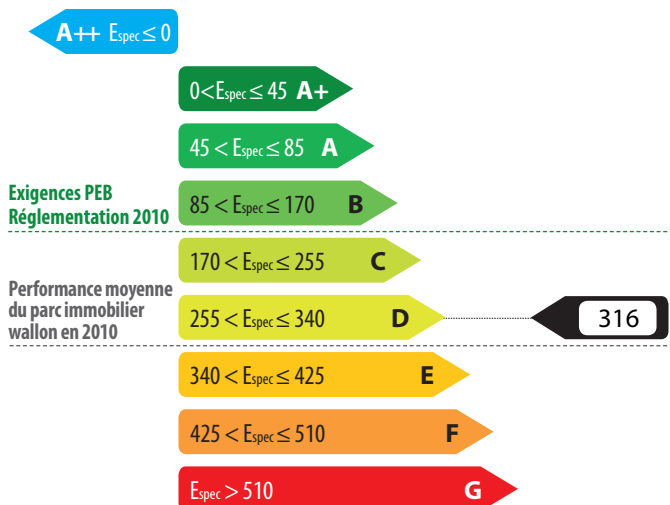 A++ Espec ≤ 0
0<Espec ≤ 45 A+
45 < Espec ≤ 85 A
Exigences PEB
Réglementation 2010
85 < Espec ≤ 170 B
170 < Espec ≤ 255 C
Performance moyenne
du parc immobilier
wallon en 2010
255 < Espec ≤ 340 D
316
340 < Espec ≤ 425 E
425 < Espec ≤ 510 F
Espec > 510 G